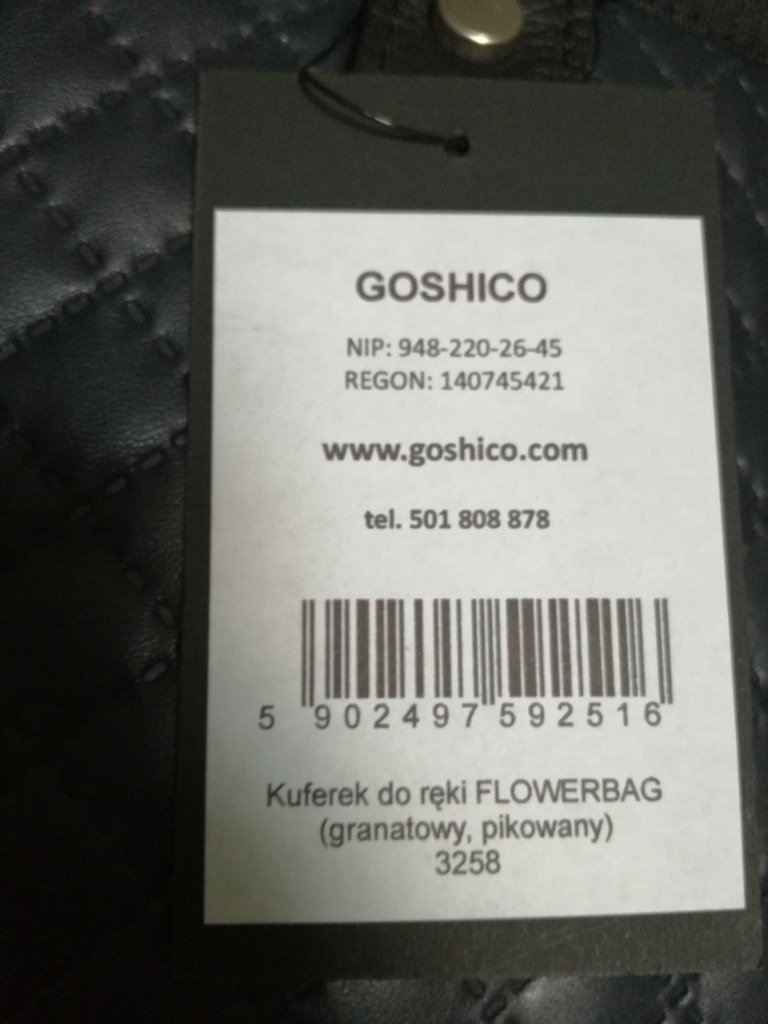 GOSHICO
NIP: 948-220-26-45
REGON: 140745421
www.goshico.com
tel. 501 808 878
5 902497 592516
Kuferek do ręki FLOWERBAG
(granatowy, pikowany)
3258